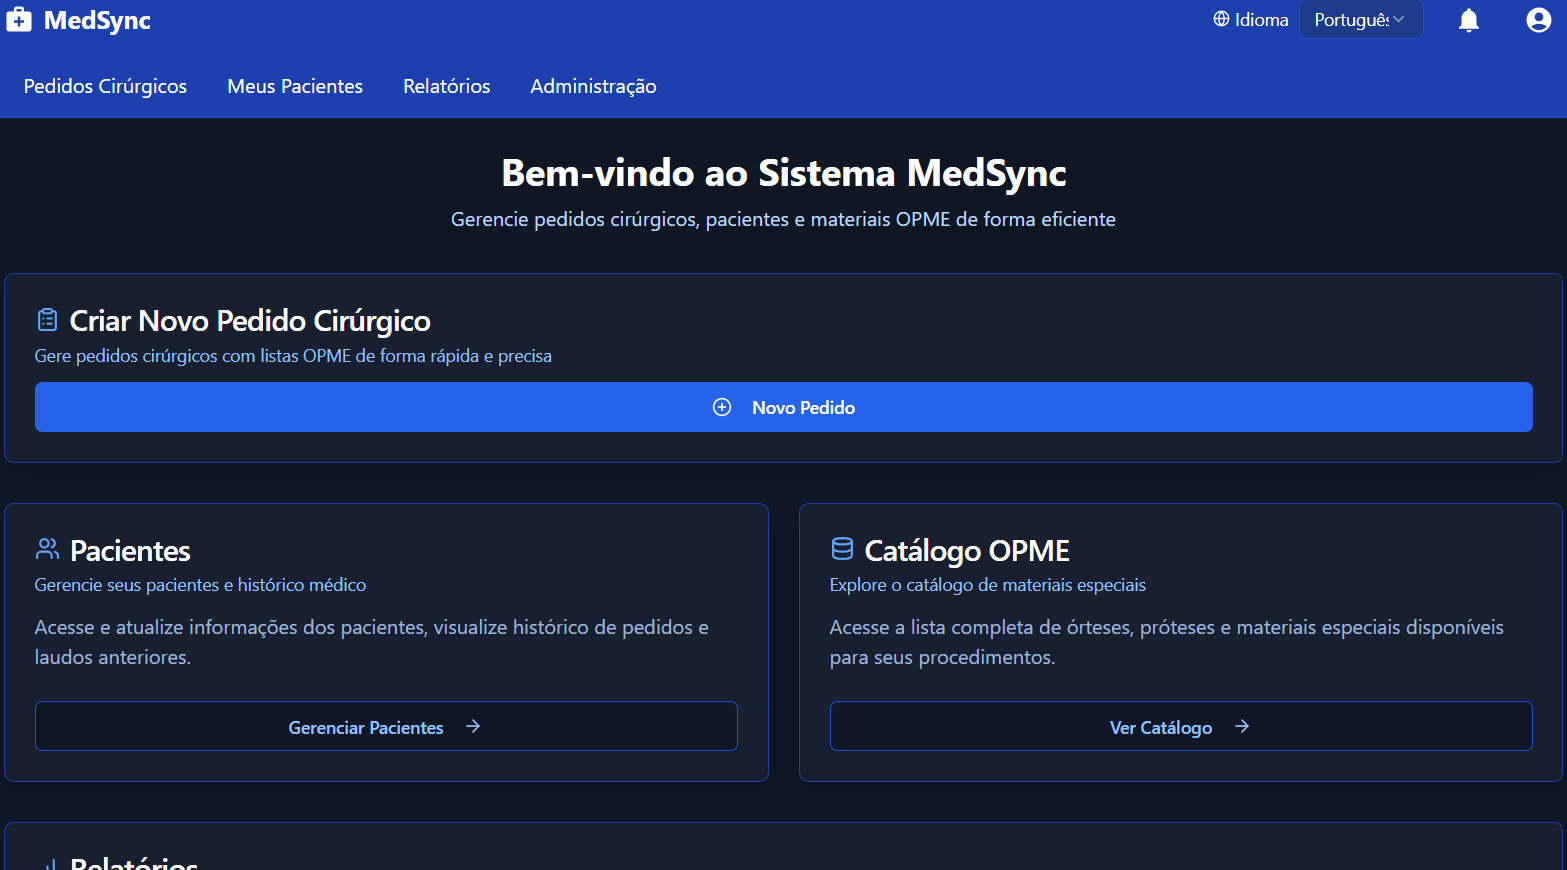 MedSync
Idioma
Português
Pedidos Cirúrgicos
Meus Pacientes
Relatórios
Administração
Bem-vindo ao Sistema MedSync
Gerencie pedidos cirúrgicos, pacientes e materiais OPME de forma eficiente
Criar Novo Pedido Cirúrgico
Gere pedidos cirúrgicos com listas OPME de forma rápida e precisa
Novo Pedido
Pacientes
Gerencie seus pacientes e histórico médico
Acesse e atualize informações dos pacientes, visualize histórico de pedidos e
laudos anteriores.
Gerenciar Pacientes
Catálogo OPME
Explore o catálogo de materiais especiais
Acesse a lista completa de órteses, próteses e materiais especiais disponíveis
para seus procedimentos.
Ver Catálogo
Relatórios